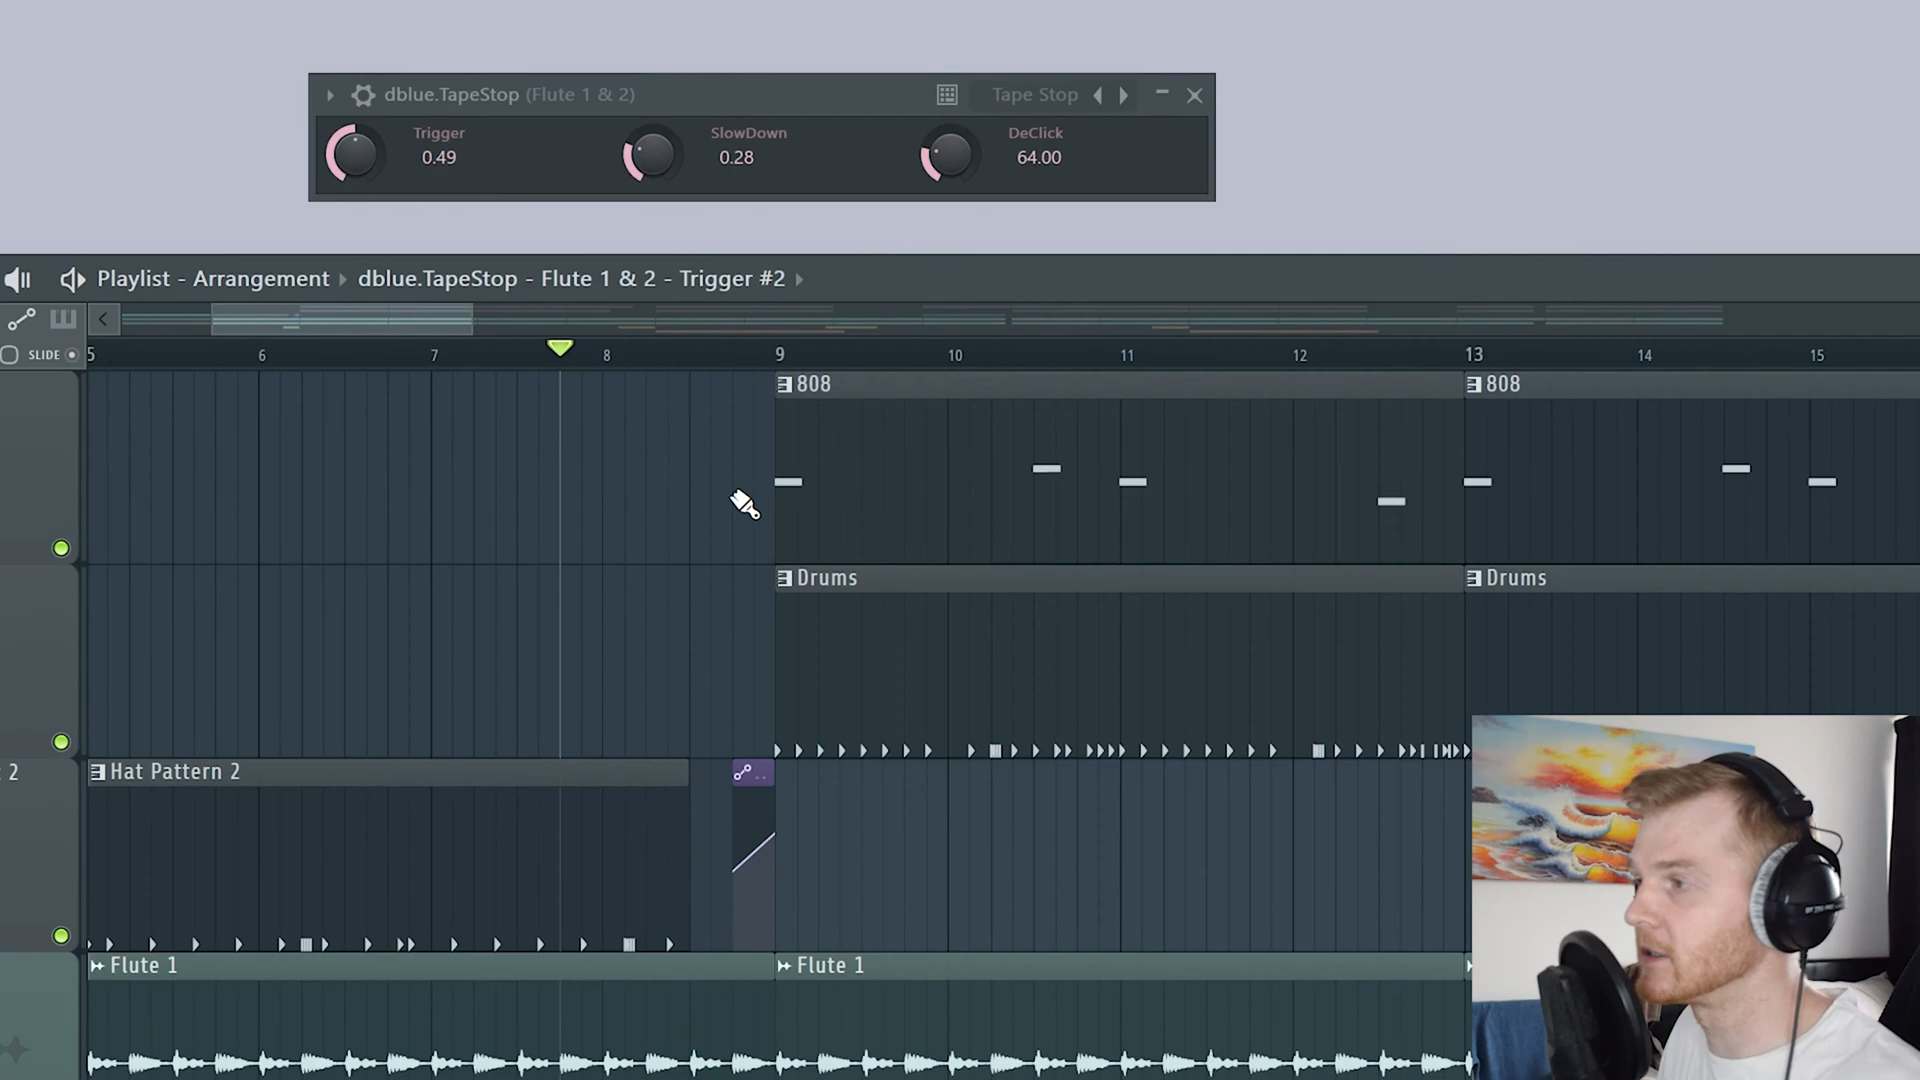 dblue.TapeStop (Flute 1 & 2) Tape Stop
Trigger SlowDown DeClick
0.49 0.28 64.00
Playlist - Arrangement dblue.TapeStop - Flute 1 & 2 - Trigger #2
SLIDE 5 6 7 8 9 10 11 12 13 14 15
808 808
Drums Drums
2 Hat Pattern 2 ..
Flute 1 Flute 1